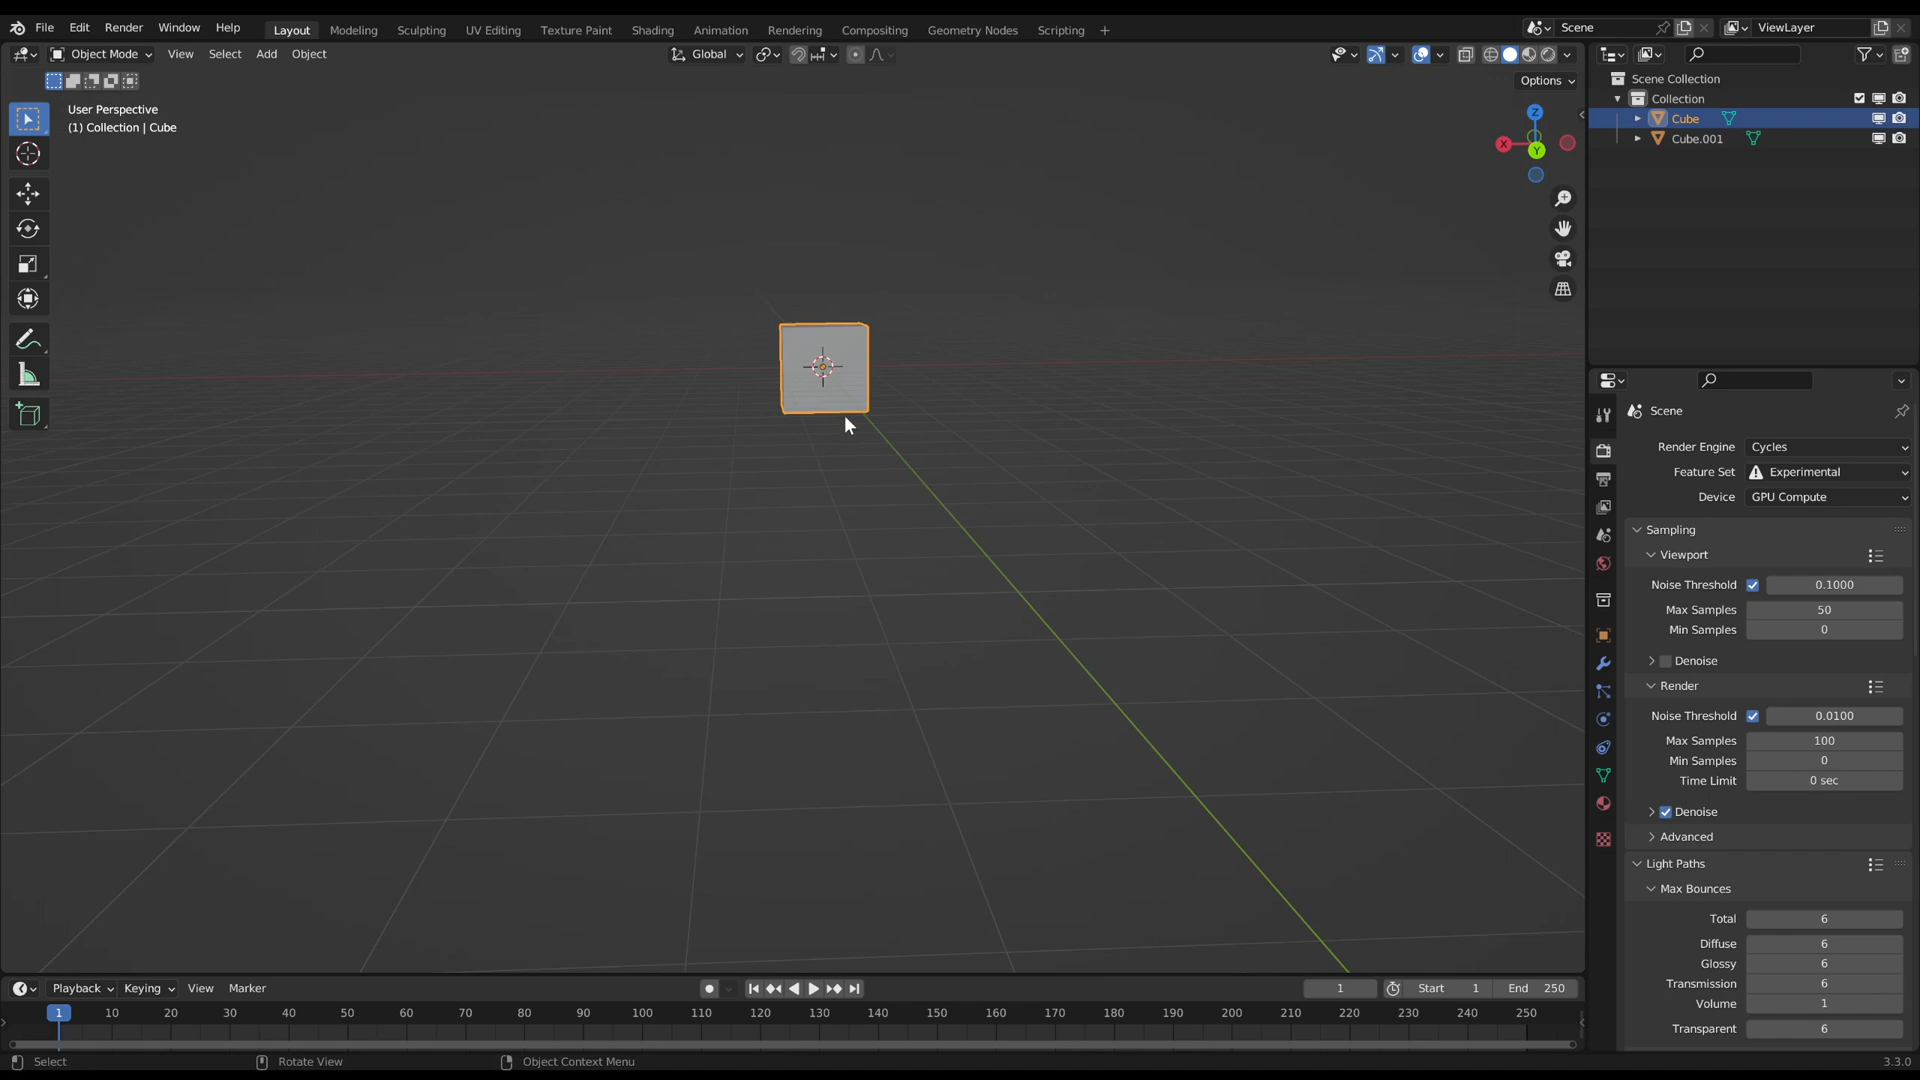 File Edit Render Window Help Layout Modeling Sculpting UV Editing Texture Paint Shading Animation Rendering Compositing Geometry Nodes Scripting + Scene ViewLayer
Object Mode View Select Add Object Global
Options
User Perspective
(1) Collection | Cube
Z
X
Y
Scene Collection
Collection
Cube
Cube.001
Scene
Render Engine Cycles
Feature Set Experimental
Device GPU Compute
Sampling
Viewport
Noise Threshold 0.1000
Max Samples 50
Min Samples 0
Denoise
Render
Noise Threshold 0.0100
Max Samples 100
Min Samples 0
Time Limit 0 sec
Denoise
Advanced
Light Paths
Max Bounces
Total 6
Diffuse 6
Glossy 6
Transmission 6
Volume 1
Transparent 6
Playback Keying View Marker 1 Start 1 End 250
1 10 20 30 40 50 60 70 80 90 100 110 120 130 140 150 160 170 180 190 200 210 220 230 240 250
Select Rotate View Object Context Menu 3.3.0